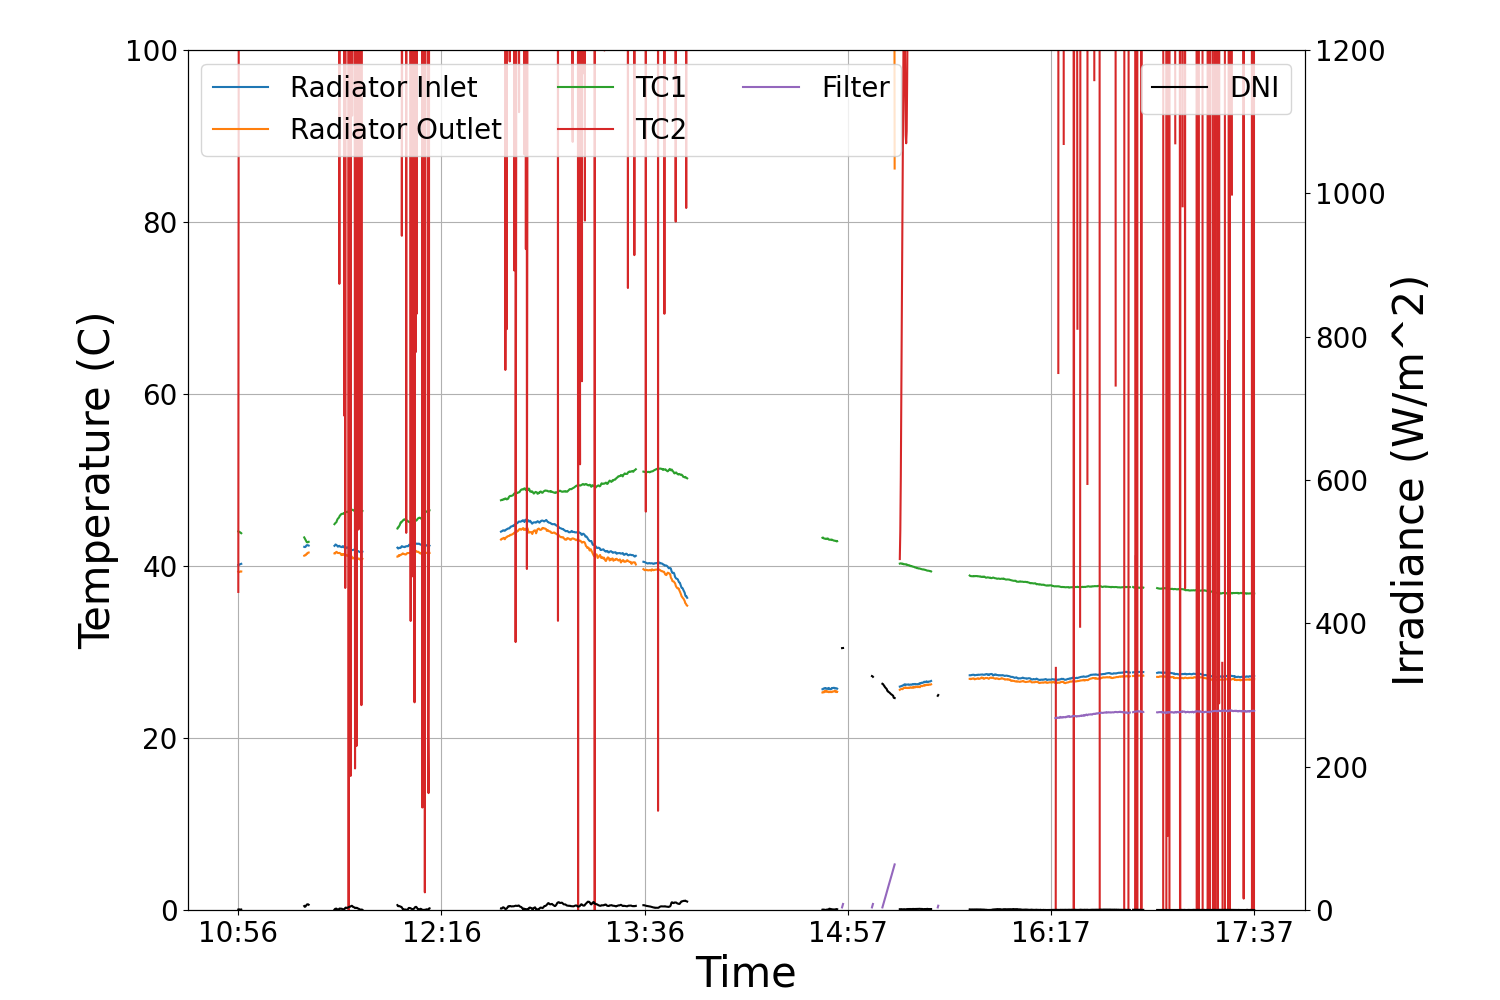 100
80
60
40
20
0
Temperature (C)
Radiator Inlet
Radiator Outlet
TC1
TC2
Filter
DNI
1200
1000
800
600
400
200
0
Irradiance (W/m^2)
10:56 12:16 13:36 14:57 16:17 17:37
Time